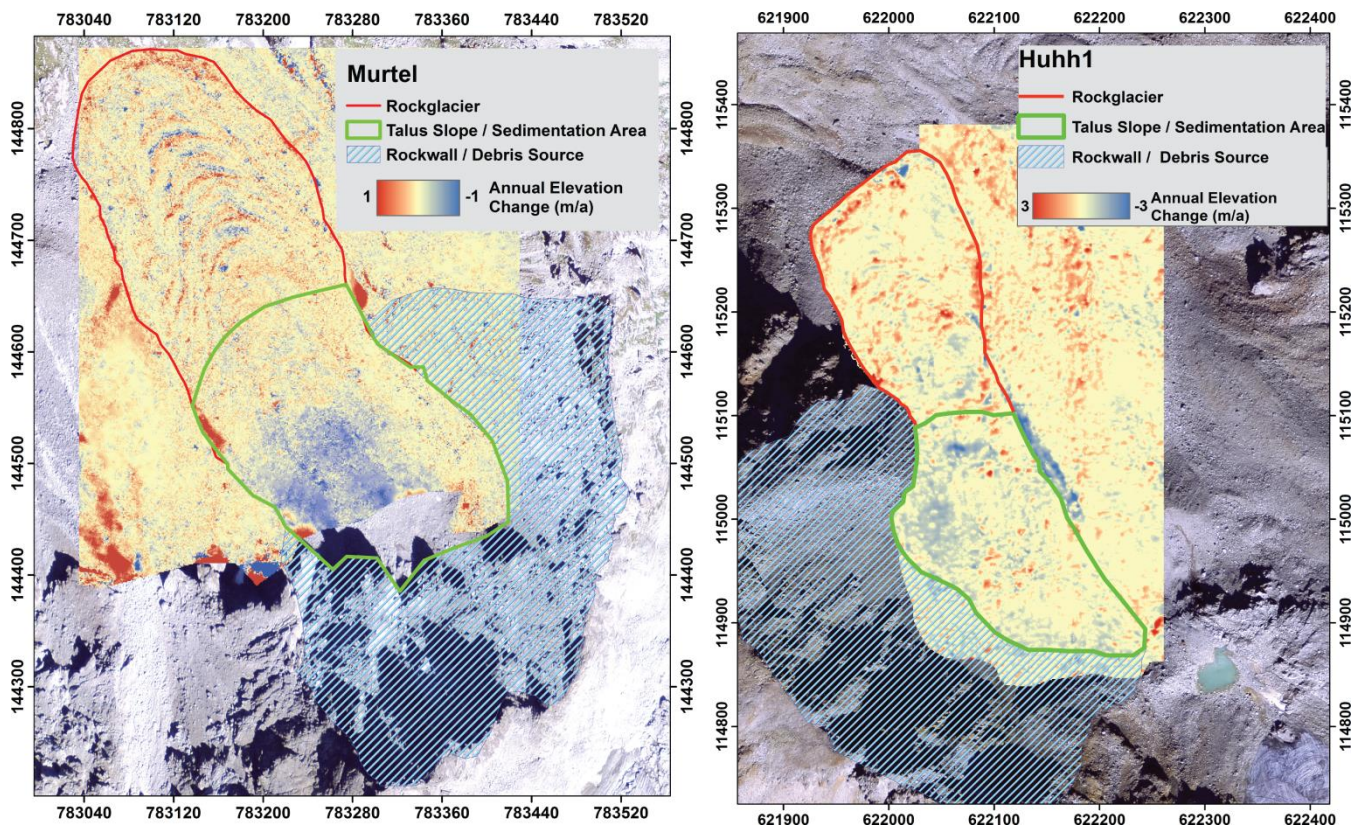 783040 783120 783200 783280 783360 783440 783520
144800
144700
144600
144500
144400
144300
Murtel
Rockglacier
Talus Slope / Sedimentation Area
Rockwall / Debris Source
1 -1 Annual Elevation
Change (m/a)
144800
144700
144600
144500
144400
144300
783040 783120 783200 783280 783360 783440 783520
621900 622000 622100 622200 622300 622400
115400
115300
115200
115100
115000
114900
114800
Huhh1
Rockglacier
Talus Slope / Sedimentation Area
Rockwall / Debris Source
3 -3 Annual Elevation
Change (m/a)
115400
115300
115200
115100
115000
114900
114800
621900 622000 622100 622200 622300 622400